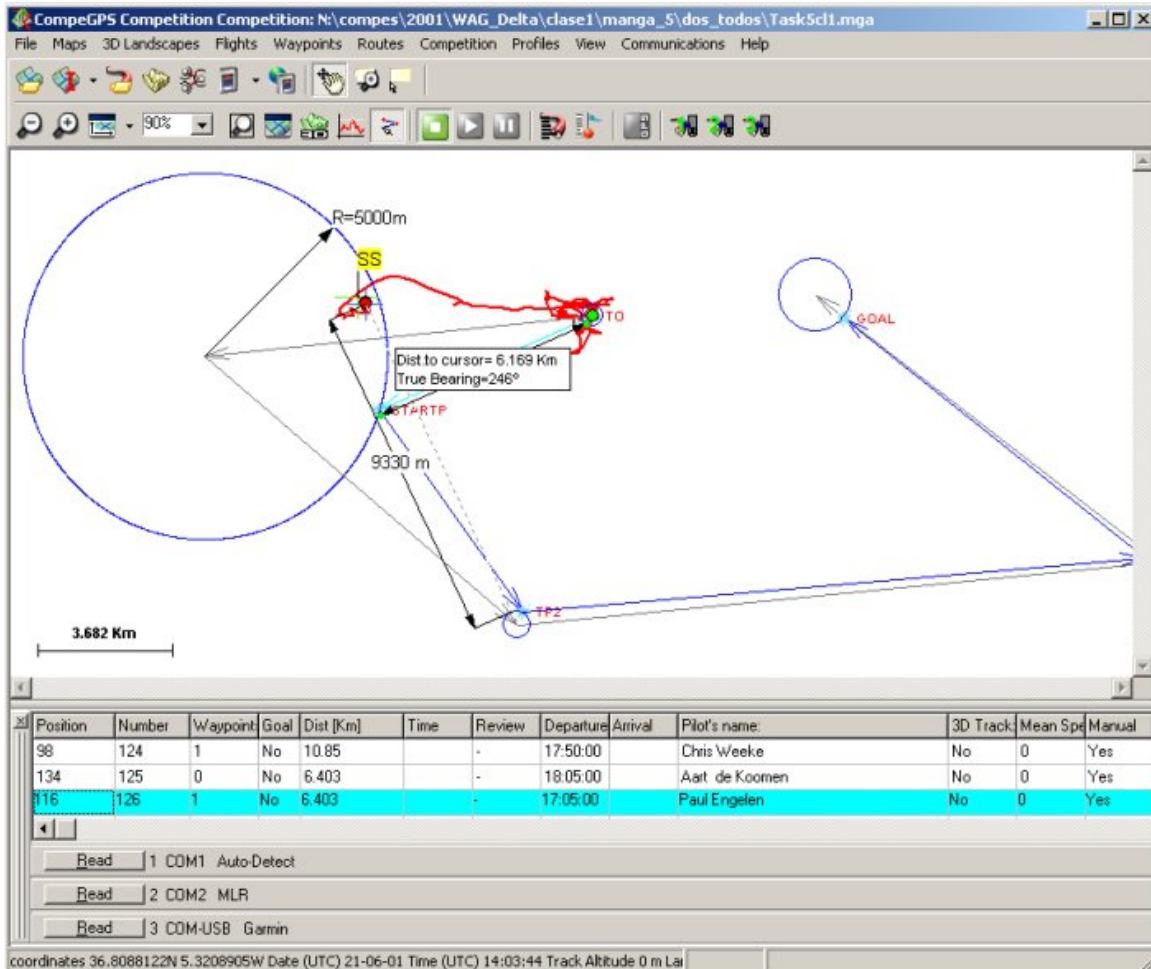 CompeGPS Competition Competition: N:\compes\2001\WAG_Delta\clase1\manga_5\dos_todos\Task5cl1.mga
File Maps 3D Landscapes Flights Waypoints Routes Competition Profiles View Communications Help
90%
R=5000m
SS
TO
GOAL
Dist.to cursor= 6.169 Km
True Bearing=246º
STARTP
9330 m
TP2
3.682 Km
Position Number Waypoint Goal Dist [Km] Time Review Departure Arrival Pilot's name: 3D Track Mean Spe Manual
98 124 1 No 10.85 - 17:50:00 Chris Weeke No 0 Yes
134 125 0 No 6.403 - 18:05:00 Aart de Koomen No 0 Yes
116 126 1 No 6.403 - 17:05:00 Paul Engelen No 0 Yes
Read 1 COM1 Auto-Detect
Read 2 COM2 MLR
Read 3 COM-USB Garmin
coordinates 36.8088122N 5.3208905W Date (UTC) 21-06-01 Time (UTC) 14:03:44 Track Altitude 0 m La